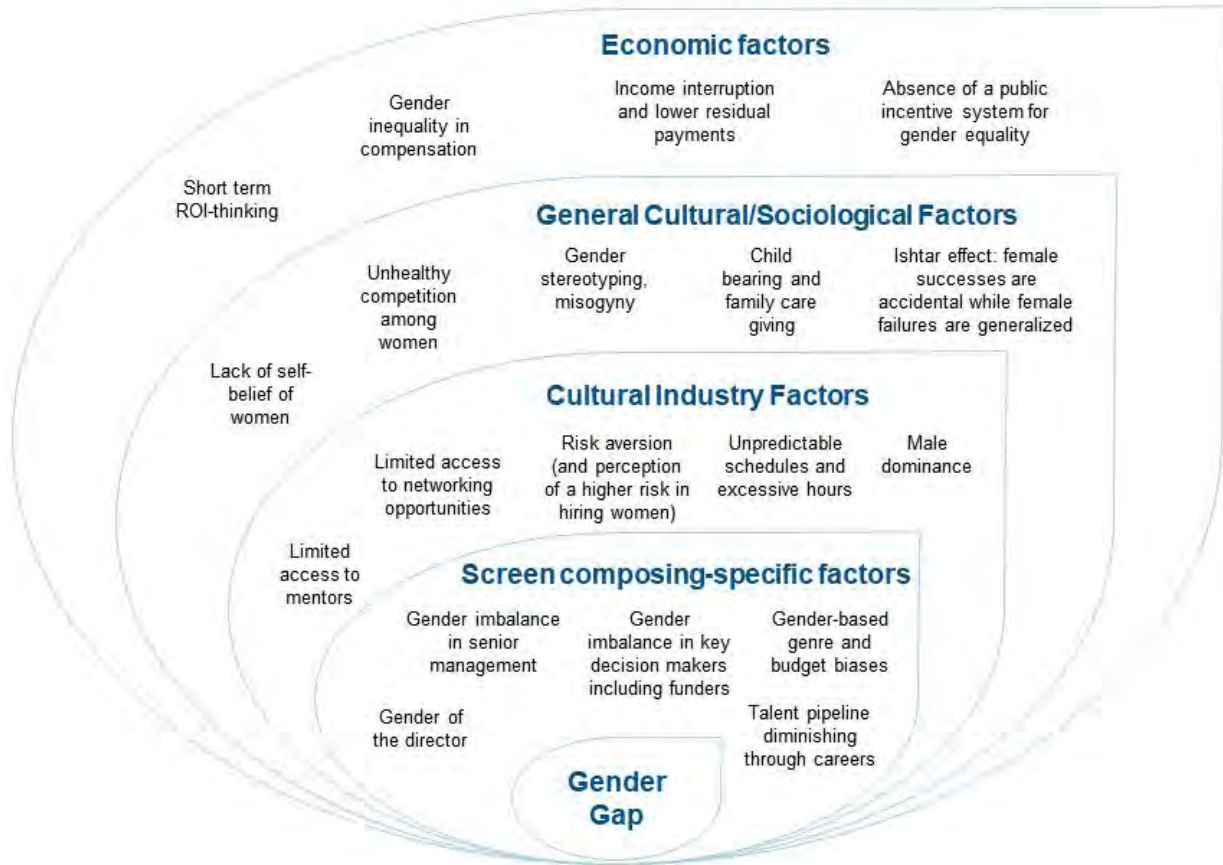 Economic factors
Gender
inequality in
compensation
Income interruption
and lower residual
payments
Absence of a public
incentive system for
gender equality
Short term
ROI-thinking
General Cultural/Sociological Factors
Unhealthy
competition
among
women
Gender
stereotyping,
misogyny
Child
bearing and
family care
giving
Ishtar effect: female
successes are
accidental while female
failures are generalized
Lack of self-
belief of
women
Cultural Industry Factors
Limited access
to networking
opportunities
Risk aversion
(and perception
of a higher risk in
hiring women)
Unpredictable
schedules and
excessive hours
Male
dominance
Limited
access to
mentors
Screen composing-specific factors
Gender imbalance
in senior
management
Gender
imbalance in key
decision makers
including funders
Gender-based
genre and
budget biases
Gender of
the director
Talent pipeline
diminishing
through careers
Gender
Gap